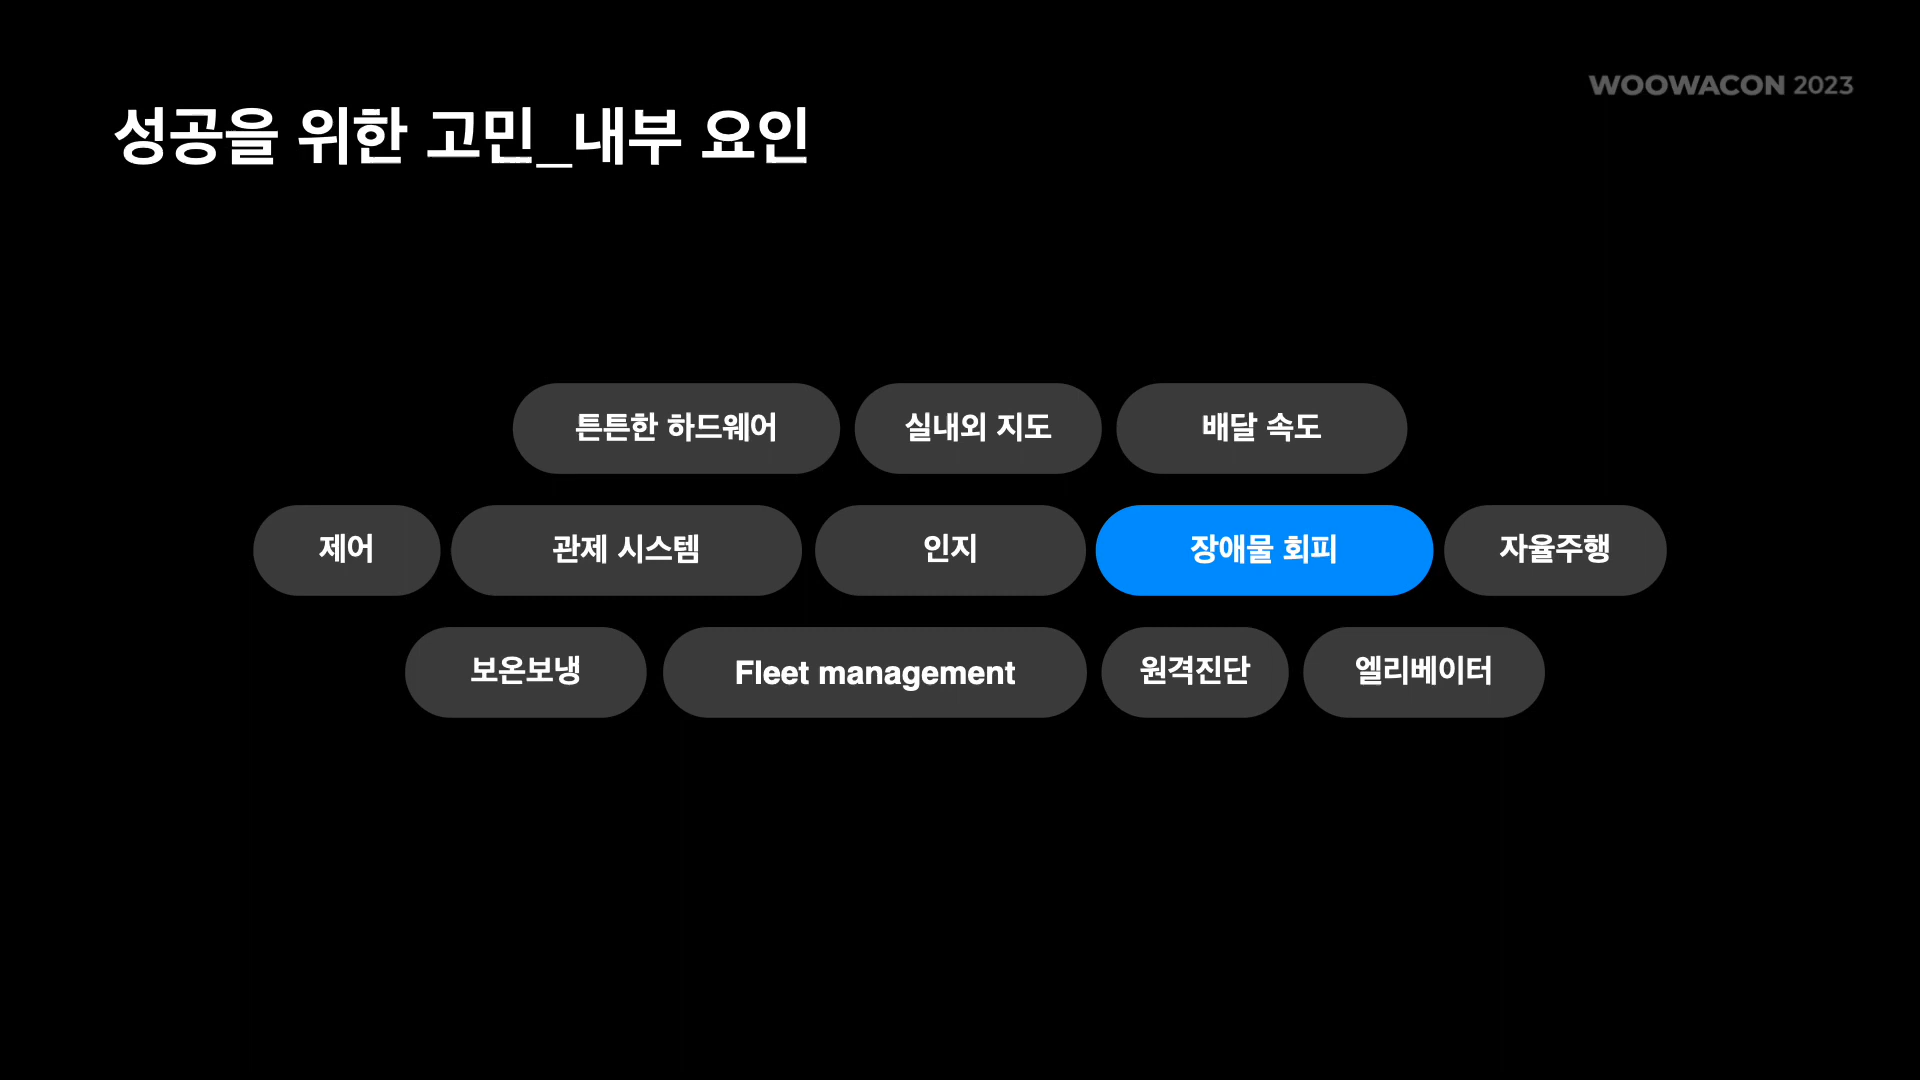 WOOWACON 2023
성공을 위한 고민_내부 요인
튼튼한 하드웨어
실내외 지도
배달 속도
제어
관제 시스템
인지
장애물 회피
자율주행
보온보냉
Fleet management
원격진단
엘리베이터